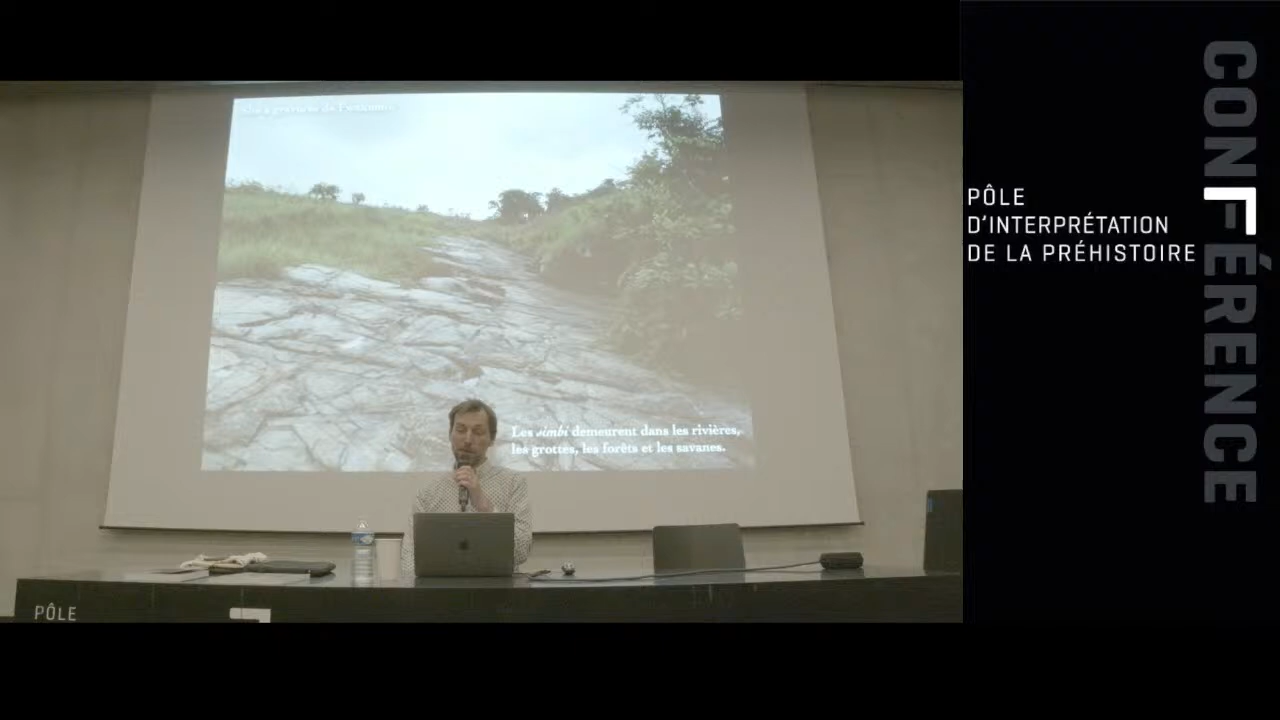 Les simbi demeurent dans les rivières,
les grottes, les forêts et les savanes.
PÔLE
PÔLE
D'INTERPRÉTATION
DE LA PRÉHISTOIRE
CONFÉRENCE